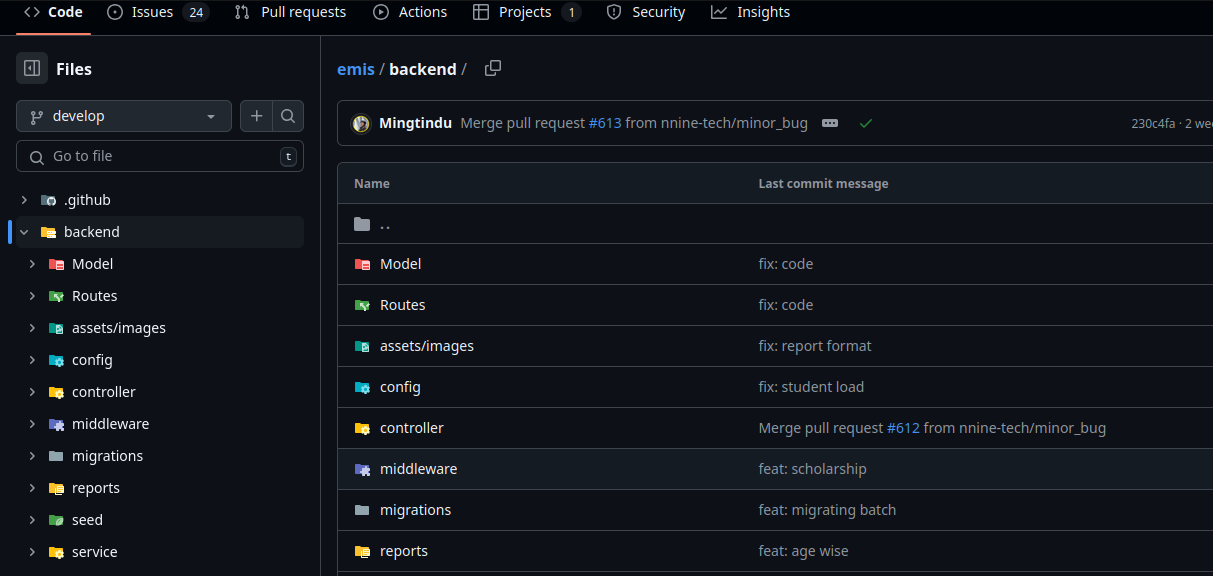 Code Issues 24 Pull requests Actions Projects 1 Security Insights
Files
develop
Go to file t
.github
backend
Model
Routes
assets/images
config
controller
middleware
migrations
reports
seed
service
emis / backend /
Mingtindu Merge pull request #613 from nnine-tech/minor_bug 230c4fa · 2 wee
Name Last commit message
..
Model fix: code
Routes fix: code
assets/images fix: report format
config fix: student load
controller Merge pull request #612 from nnine-tech/minor_bug
middleware feat: scholarship
migrations feat: migrating batch
reports feat: age wise